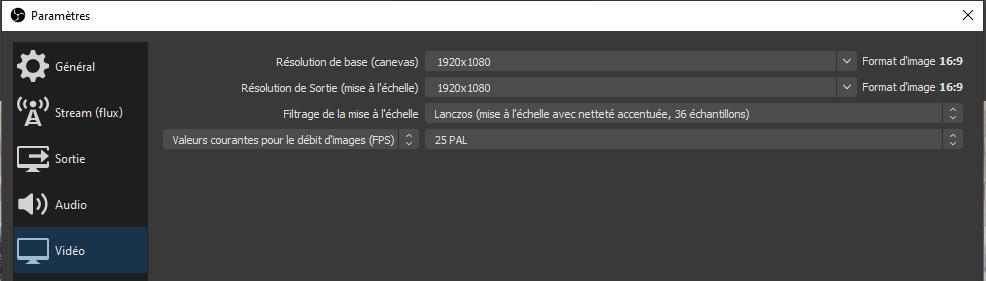 Paramètres
Général
Stream (flux)
Sortie
Audio
Vidéo
Résolution de base (canevas) 1920x1080 Format d'image 16:9
Résolution de Sortie (mise à l'échelle) 1920x1080 Format d'image 16:9
Filtrage de la mise à l'échelle Lanczos (mise à l'échelle avec netteté accentuée, 36 échantillons)
Valeurs courantes pour le débit d'images (FPS) 25 PAL